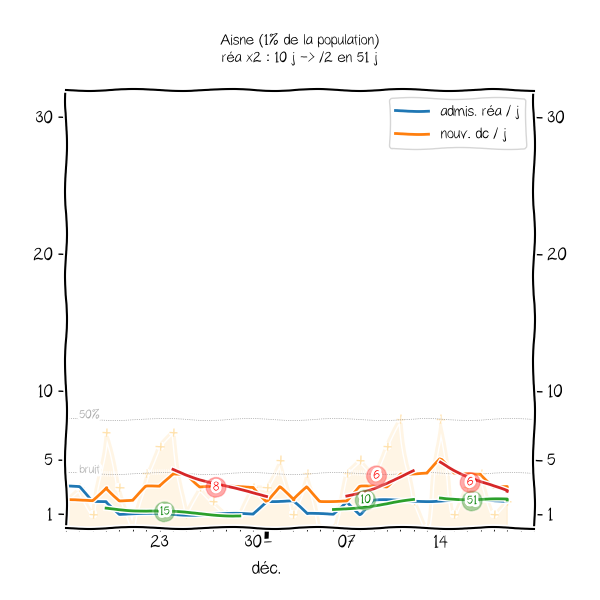 Aisne (1% de la population)
réa x2 : 10 j -> /2 en 51 j
admis. réa / j
nouv. dc / j
30 30
20 20
10 10
50%
5 5
bruit
6 6
8
10 51
15
1 1
23 30 07 14
déc.